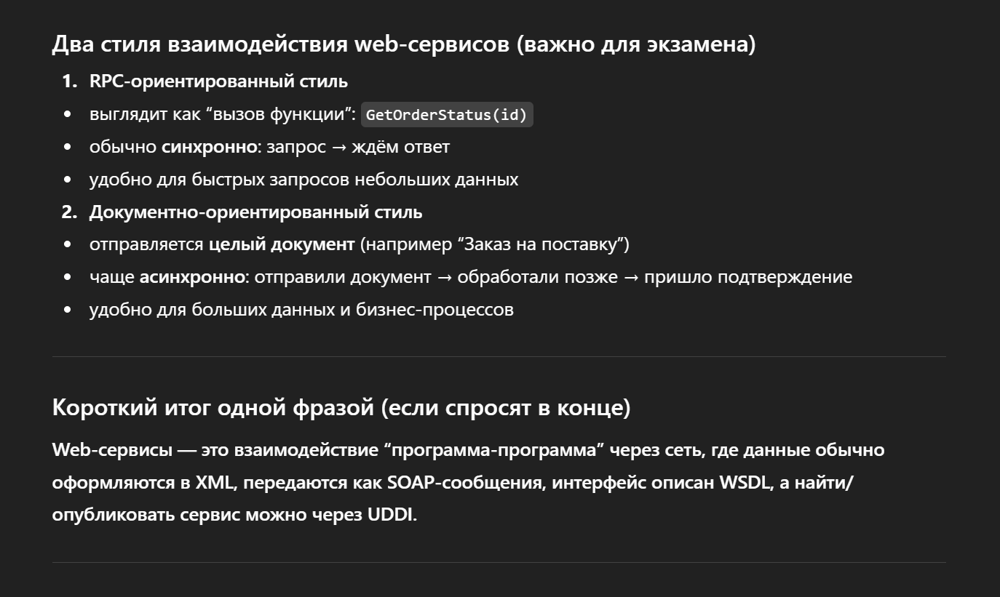 Два стиля взаимодействия web-сервисов (важно для экзамена)
1. RPC-ориентированный стиль
• выглядит как “вызов функции”: GetOrderStatus(id)
• обычно синхронно: запрос → ждём ответ
• удобно для быстрых запросов небольших данных
2. Документно-ориентированный стиль
• отправляется целый документ (например “Заказ на поставку”)
• чаще асинхронно: отправили документ → обработали позже → пришло подтверждение
• удобно для больших данных и бизнес-процессов
Короткий итог одной фразой (если спросят в конце)
Web-сервисы — это взаимодействие “программа-программа” через сеть, где данные обычно
оформляются в XML, передаются как SOAP-сообщения, интерфейс описан WSDL, а найти/
опубликовать сервис можно через UDDI.